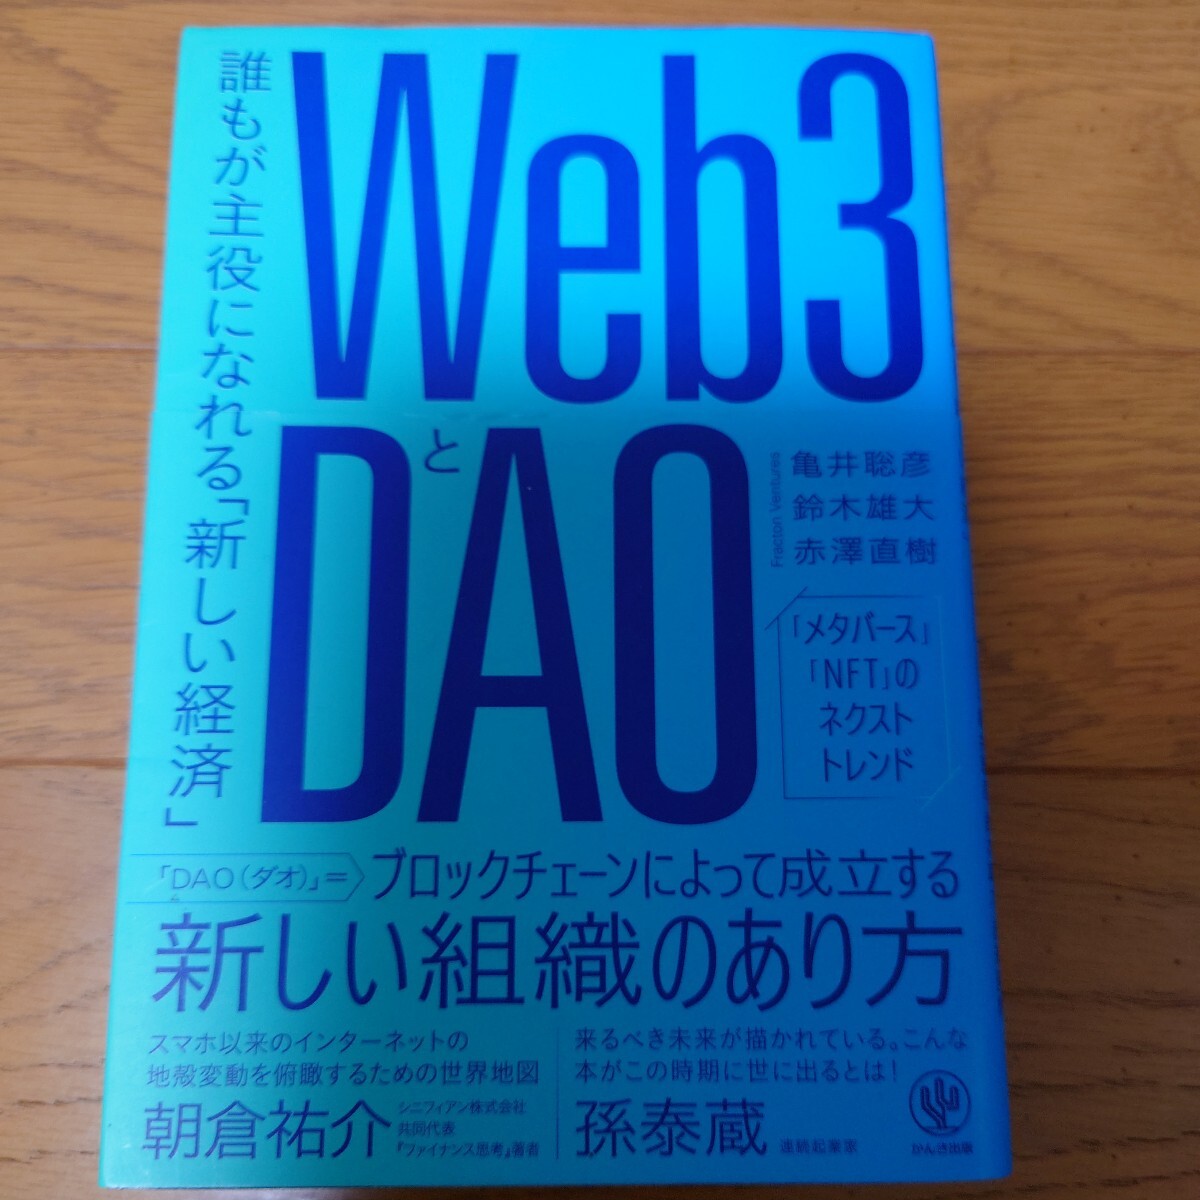 Web3
と
DAO
誰もが主役になれる「新しい経済」
Fracton Ventures
亀井聡彦
鈴木雄大
赤澤直樹
「メタバース」
「NFT」の
ネクスト
トレンド
「DAO(ダオ)」=
ブロックチェーンによって成立する
新しい組織のあり方
スマホ以来のインターネットの
地殻変動を俯瞰するための世界地図
朝倉祐介
シニフィアン株式会社
共同代表
『ファイナンス思考』著者
来るべき未来が描かれている。こんな
本がこの時期に世に出るとは!
孫泰蔵
連続起業家
かんき出版